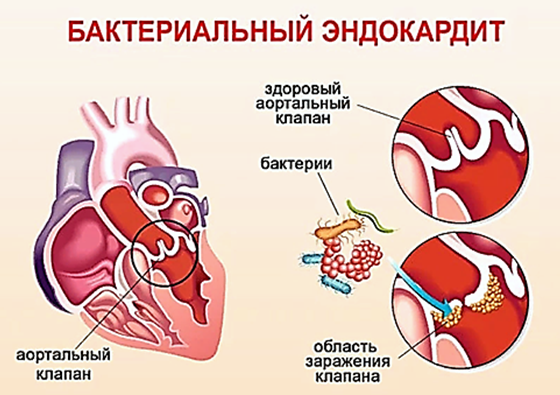 БАКТЕРИАЛЬНЫЙ ЭНДОКАРДИТ
здоровый
аортальный
клапан
бактерии
аортальный
клапан
область
заражения
клапана